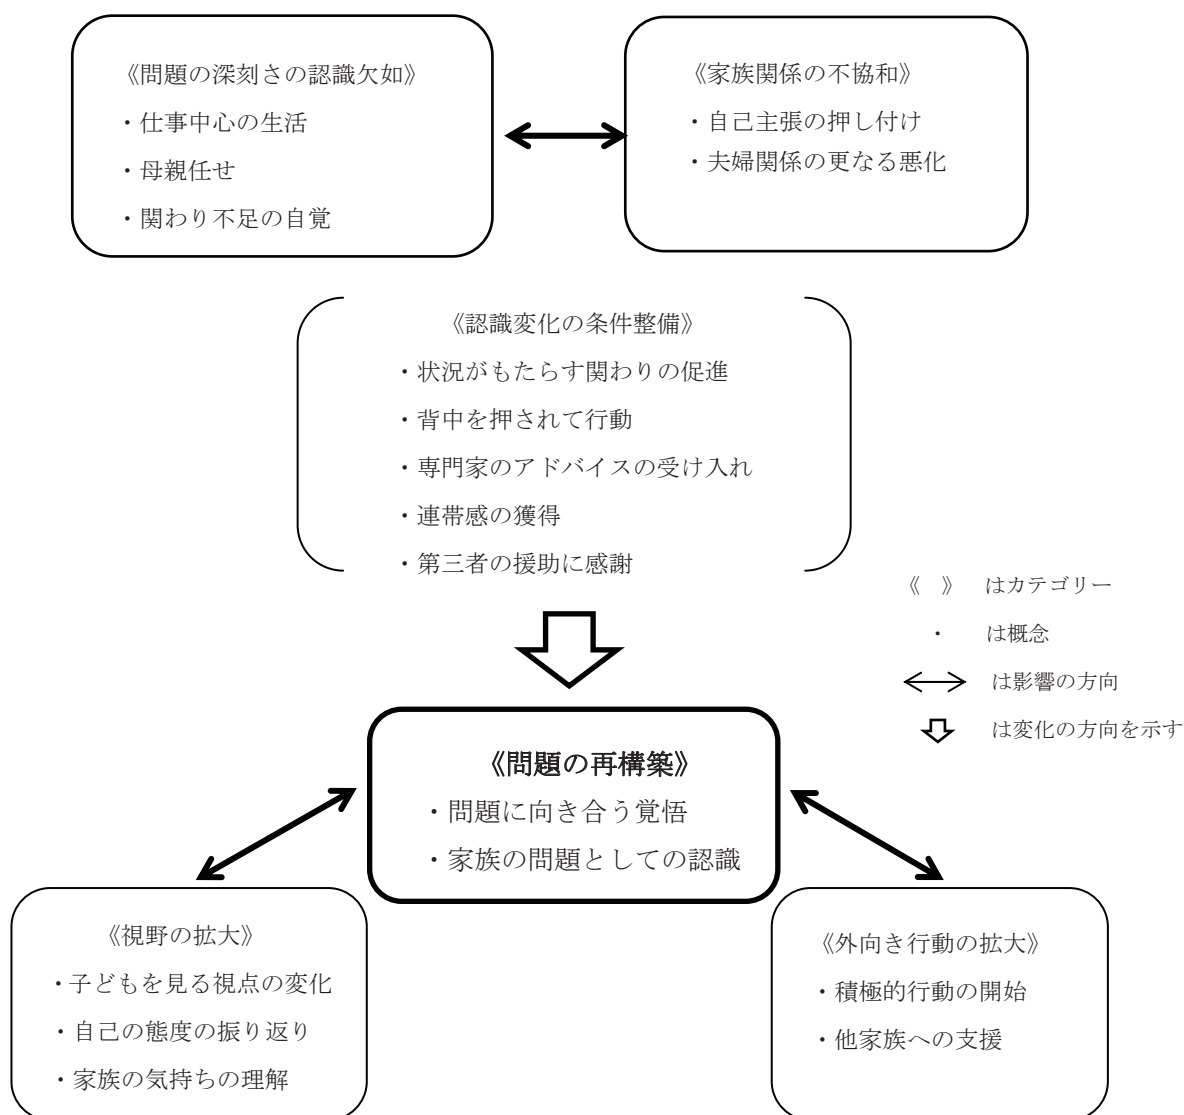 《問題の深刻さの認識欠如》
・仕事中心の生活
・母親任せ
・関わり不足の自覚
《家族関係の不協和》
・自己主張の押し付け
・夫婦関係の更なる悪化
《認識変化の条件整備》
・状況がもたらす関わりの促進
・背中を押されて行動
・専門家のアドバイスの受け入れ
・連帯感の獲得
・第三者の援助に感謝
《　》　はカテゴリー
・　は概念
は影響の方向
は変化の方向を示す
《問題の再構築》
・問題に向き合う覚悟
・家族の問題としての認識
《視野の拡大》
・子どもを見る視点の変化
・自己の態度の振り返り
・家族の気持ちの理解
《外向き行動の拡大》
・積極的行動の開始
・他家族への支援